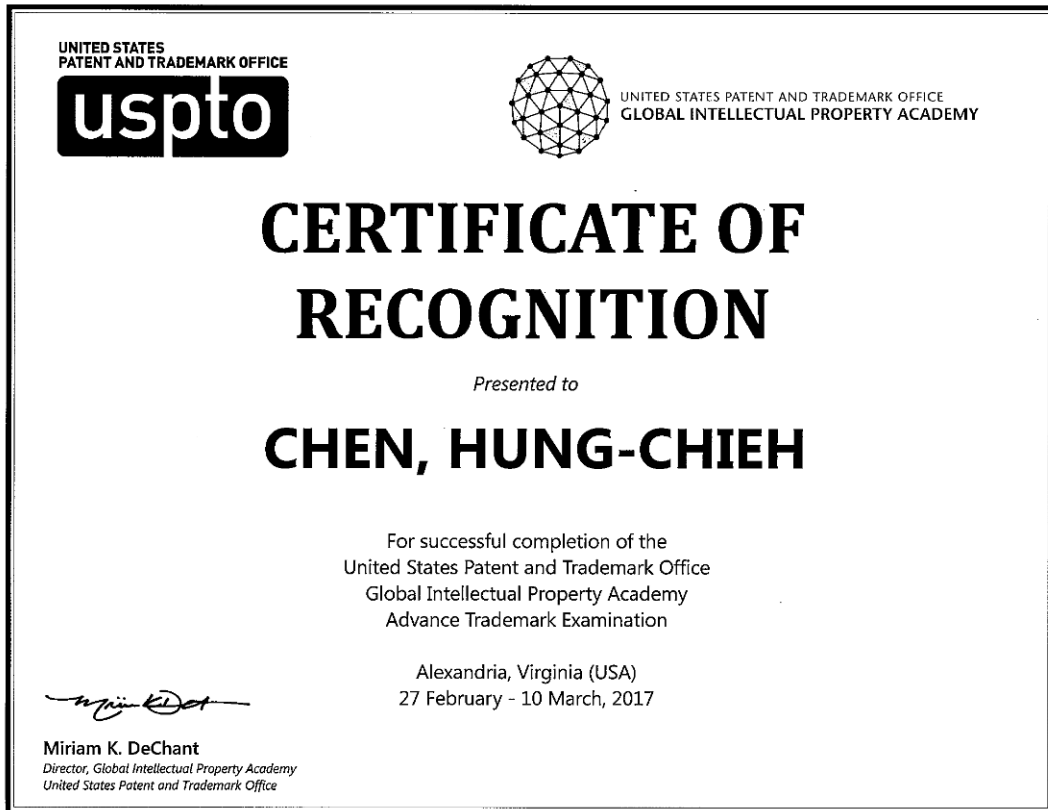 UNITED STATES
PATENT AND TRADEMARK OFFICE
uspto
UNITED STATES PATENT AND TRADEMARK OFFICE
GLOBAL INTELLECTUAL PROPERTY ACADEMY
CERTIFICATE OF
RECOGNITION
Presented to
CHEN, HUNG-CHIEH
For successful completion of the
United States Patent and Trademark Office
Global Intellectual Property Academy
Advance Trademark Examination
Alexandria, Virginia (USA)
27 February - 10 March, 2017
Miriam K. DeChant
Director, Global Intellectual Property Academy
United States Patent and Trademark Office